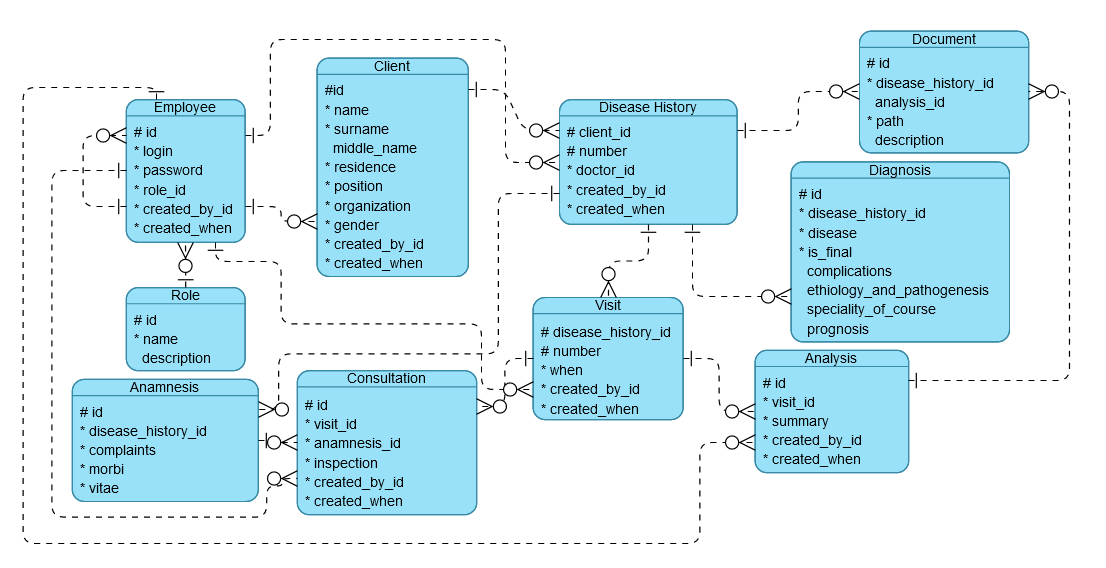 Employee
# id
* login
* password
* role_id
* created_by_id
* created_when
Client
#id
* name
* surname
middle_name
* residence
* position
* organization
* gender
* created_by_id
* created_when
Disease History
# client_id
# number
* doctor_id
* created_by_id
* created_when
Document
# id
* disease_history_id
analysis_id
* path
description
Diagnosis
# id
* disease_history_id
* disease
* is_final
complications
ethiology_and_pathogenesis
speciality_of_course
prognosis
Role
# id
* name
description
Visit
# disease_history_id
# number
* when
* created_by_id
* created_when
Anamnesis
# id
* disease_history_id
* complaints
* morbi
* vitae
Consultation
# id
* visit_id
* anamnesis_id
* inspection
* created_by_id
* created_when
Analysis
# id
* visit_id
* summary
* created_by_id
* created_when